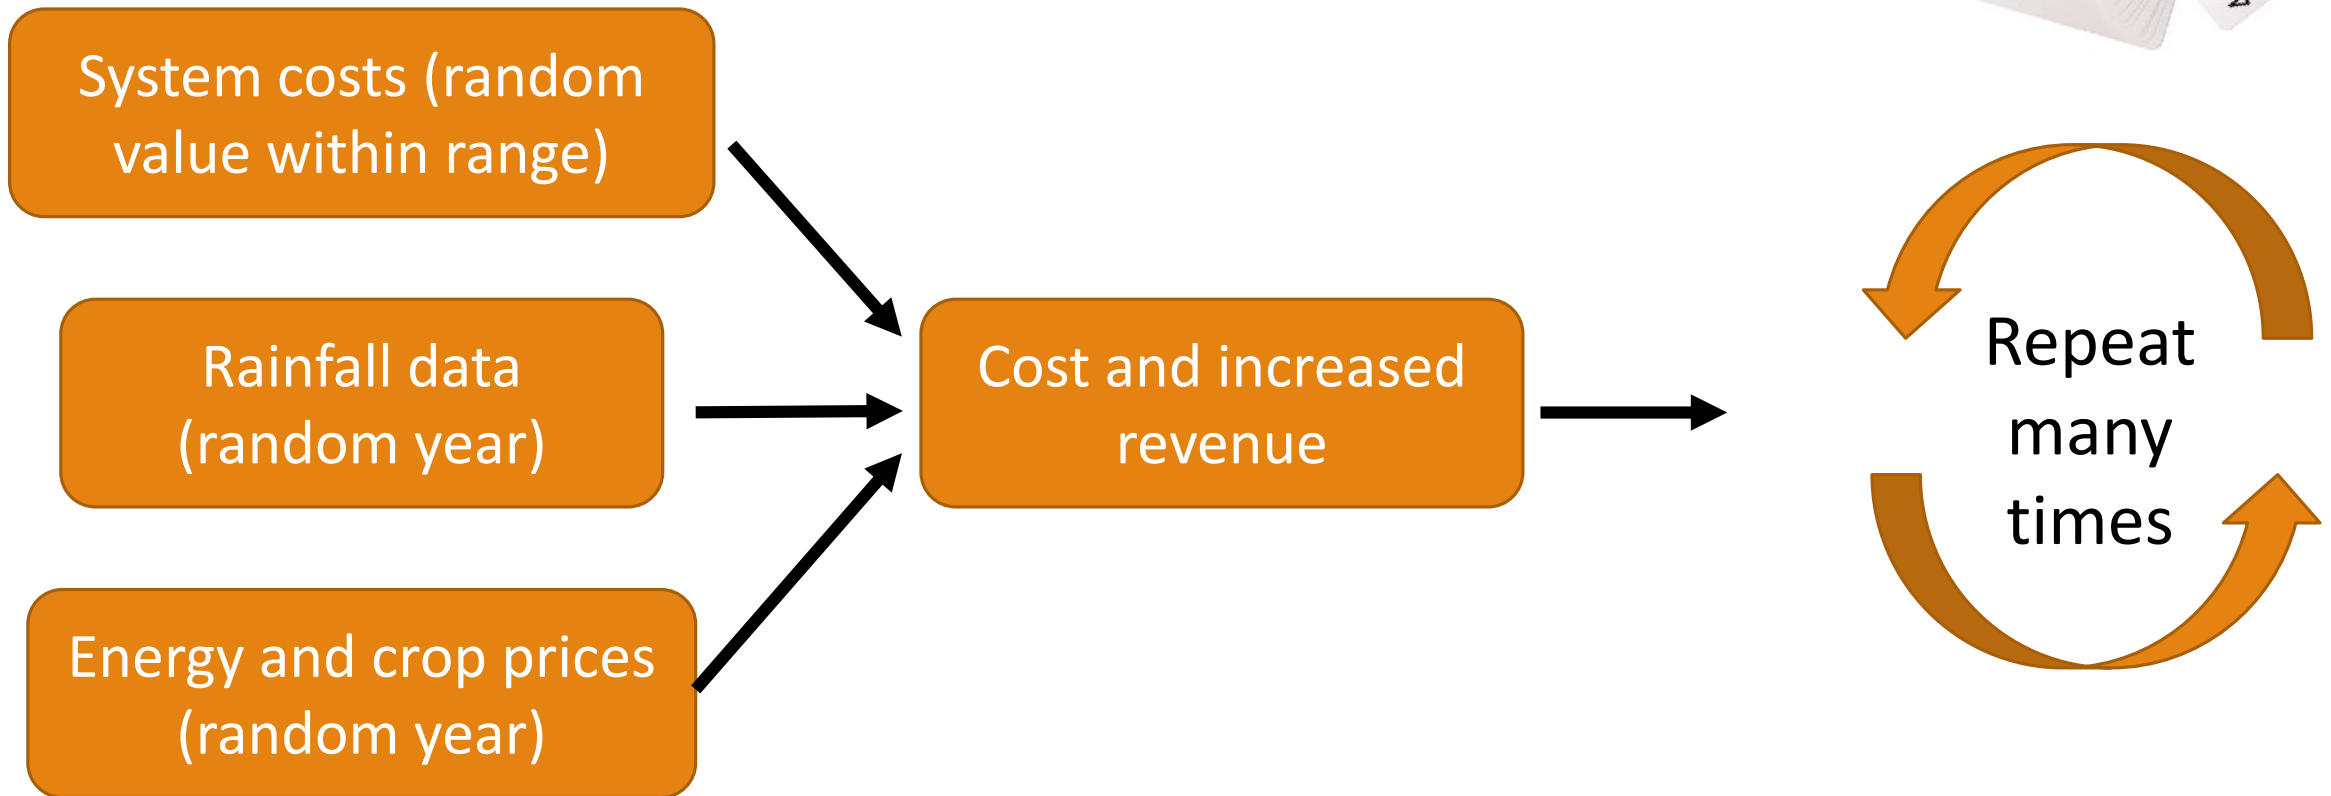 System costs (random
value within range)
Rainfall data
(random year)
Energy and crop prices
(random year)
Cost and increased
revenue
Repeat
many
times